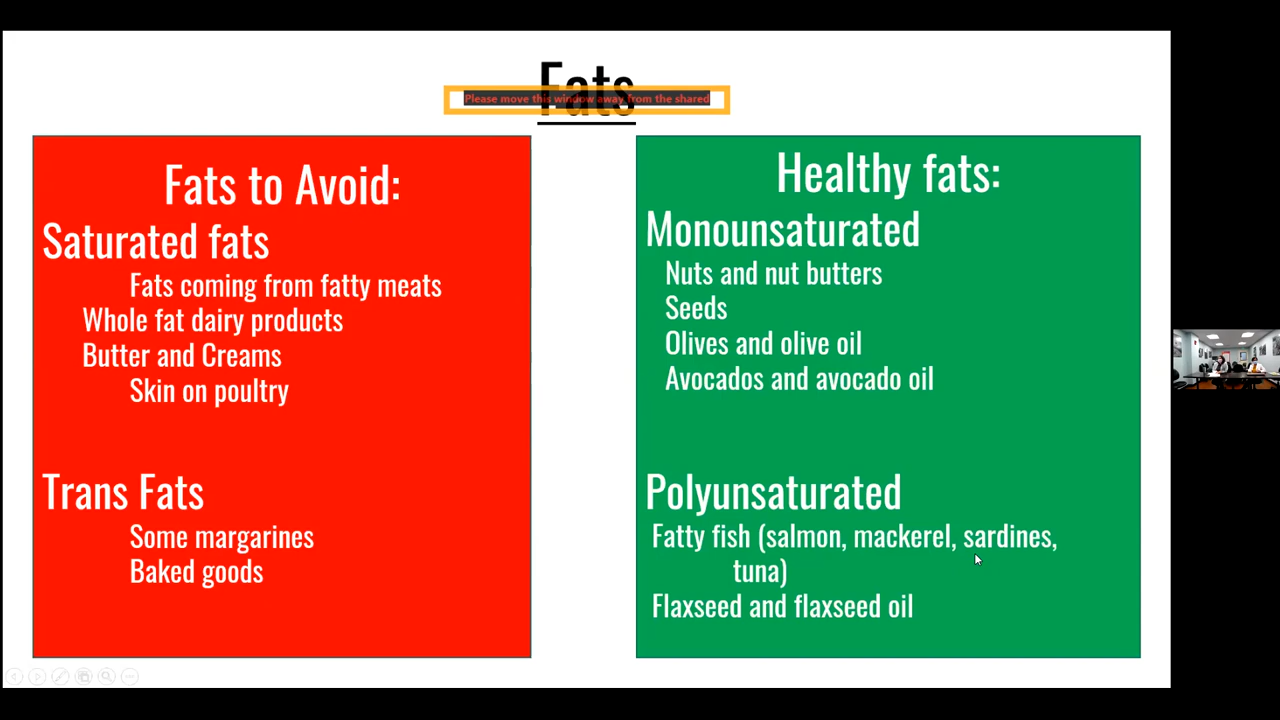 Fats
Please move this window away from the shared
Fats to Avoid:
Saturated fats
Fats coming from fatty meats
Whole fat dairy products
Butter and Creams
Skin on poultry
Trans Fats
Some margarines
Baked goods
Healthy fats:
Monounsaturated
Nuts and nut butters
Seeds
Olives and olive oil
Avocados and avocado oil
Polyunsaturated
Fatty fish (salmon, mackerel, sardines,
tuna)
Flaxseed and flaxseed oil